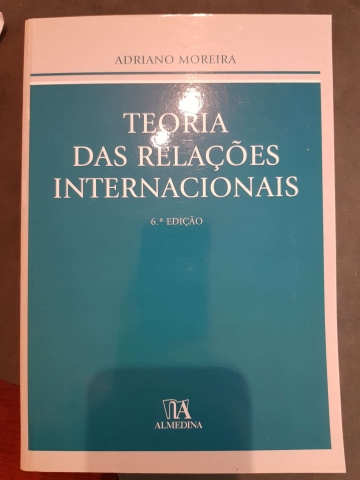 ADRIANO MOREIRA
TEORIA
DAS RELAÇÕES
INTERNACIONAIS
6.ª EDIÇÃO
ALMEDINA